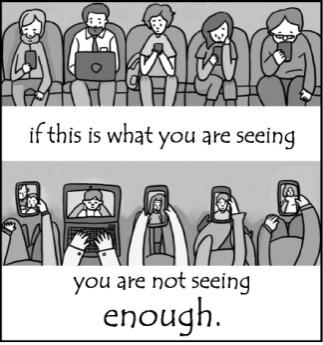 if this is what you are seeing
you are not seeing
enough.